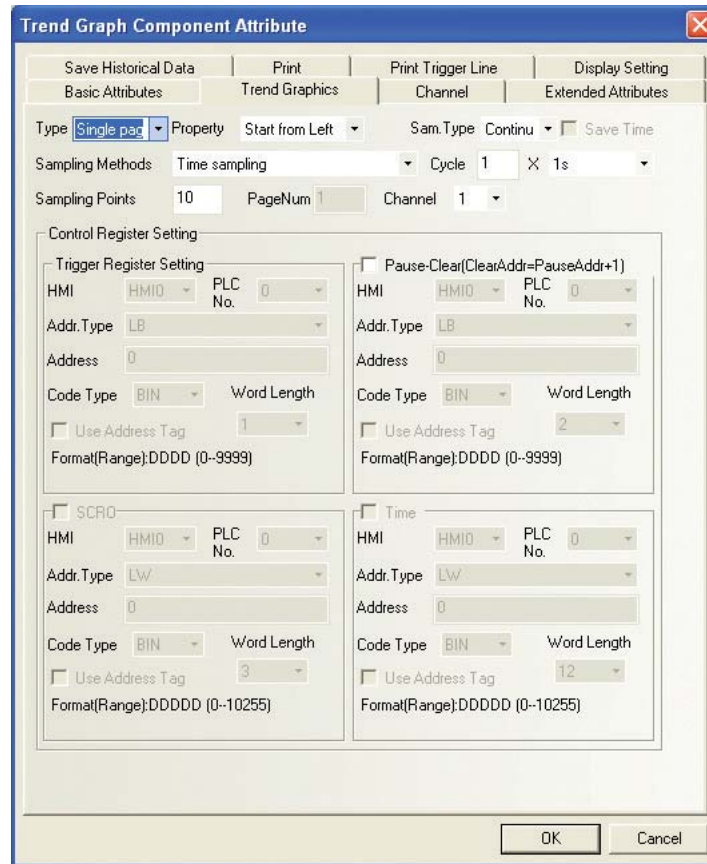 Trend Graph Component Attribute
Save Historical Data Print Print Trigger Line Display Setting
Basic Attributes Trend Graphics Channel Extended Attributes
Type Single pag Property Start from Left Sam.Type Continu Save Time
Sampling Methods Time sampling Cycle 1 X 1s
Sampling Points 10 PageNum 1 Channel 1
Control Register Setting
Trigger Register Setting
HMI HMI0 PLC No. 0
Addr.Type LB
Address 0
Code Type BIN Word Length
Use Address Tag 1
Format(Range):DDDD (0--9999)
Pause-Clear(ClearAddr=PauseAddr+1)
HMI HMI0 PLC No. 0
Addr.Type LB
Address 0
Code Type BIN Word Length
Use Address Tag 2
Format(Range):DDDD (0--9999)
SCRO
HMI HMI0 PLC No. 0
Addr.Type LW
Address 0
Code Type BIN Word Length
Use Address Tag 3
Format(Range):DDDDD (0--10255)
Time
HMI HMI0 PLC No. 0
Addr.Type LW
Address 0
Code Type BIN Word Length
Use Address Tag 12
Format(Range):DDDDD (0--10255)
OK Cancel